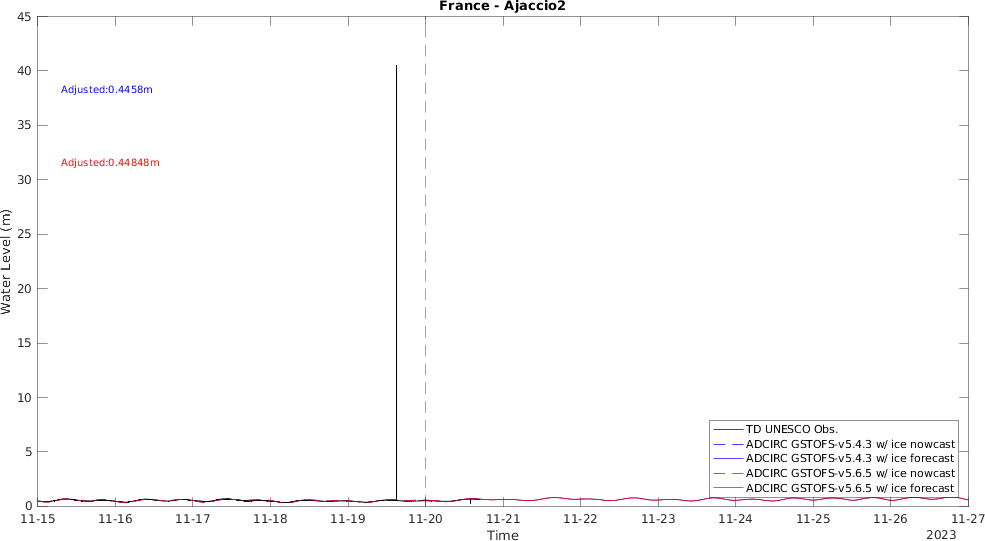 France - Ajaccio2
45
40
35
30
25
20
15
10
5
0
Water Level (m)
Adjusted:0.4458m
Adjusted:0.44848m
TD UNESCO Obs.
ADCIRC GSTOFS-v5.4.3 w/ ice nowcast
ADCIRC GSTOFS-v5.4.3 w/ ice forecast
ADCIRC GSTOFS-v5.6.5 w/ ice nowcast
ADCIRC GSTOFS-v5.6.5 w/ ice forecast
11-15 11-16 11-17 11-18 11-19 11-20 11-21 11-22 11-23 11-24 11-25 11-26 11-27
Time
2023